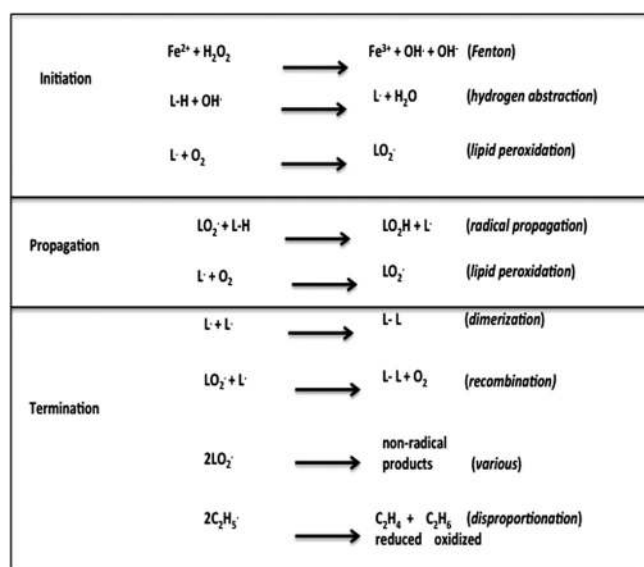 Initiation
Fe²⁺ + H₂O₂ → Fe³⁺ + OH· + OH⁻ (Fenton)
L-H + OH· → L· + H₂O (hydrogen abstraction)
L· + O₂ → LO₂· (lipid peroxidation)
Propagation
LO₂· + L-H → LO₂H + L· (radical propagation)
L· + O₂ → LO₂· (lipid peroxidation)
Termination
L· + L· → L- L (dimerization)
LO₂· + L· → L- L + O₂ (recombination)
2LO₂· → non-radical products (various)
2C₂H₅· → C₂H₄ + C₂H₆ (disproportionation)
reduced oxidized